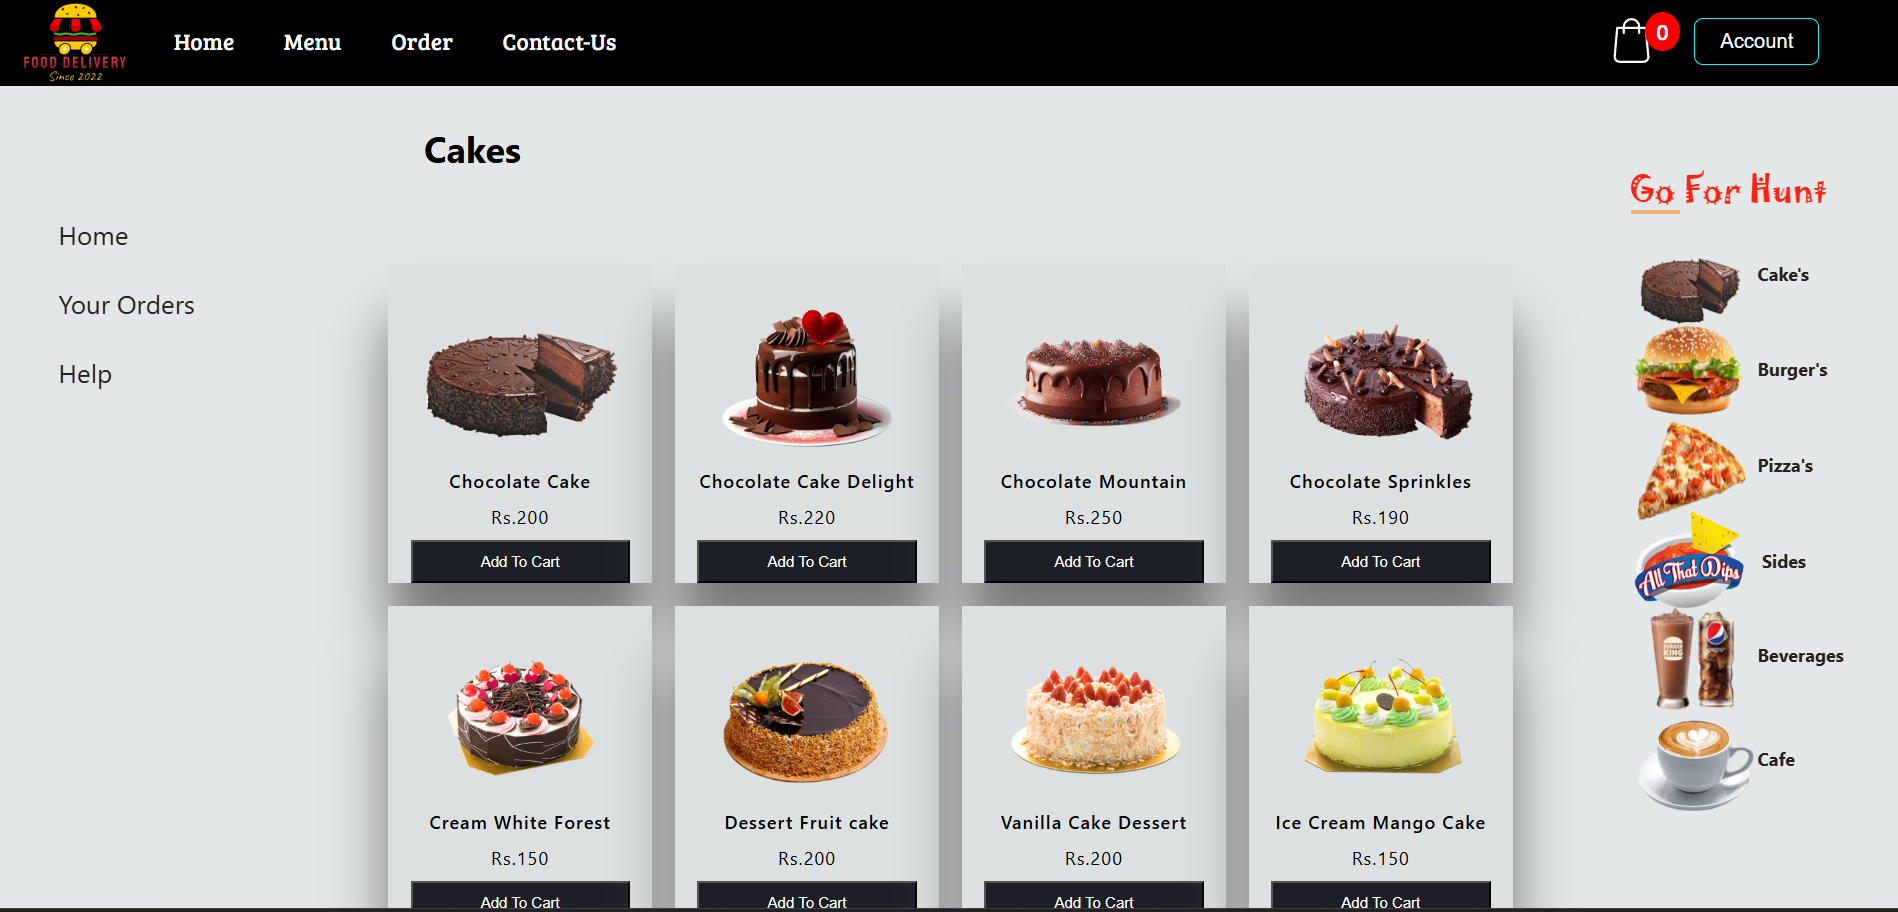 FOOD DELIVERY
Since 2022
Home
Menu
Order
Contact-Us
0
Account
Cakes
Home
Your Orders
Help
Chocolate Cake
Rs.200
Add To Cart
Chocolate Cake Delight
Rs.220
Add To Cart
Chocolate Mountain
Rs.250
Add To Cart
Chocolate Sprinkles
Rs.190
Add To Cart
Cream White Forest
Rs.150
Add To Cart
Dessert Fruit cake
Rs.200
Add To Cart
Vanilla Cake Dessert
Rs.200
Add To Cart
Ice Cream Mango Cake
Rs.150
Add To Cart
Go For Hunt
Cake's
Burger's
Pizza's
All That Dips
Sides
BURGER
KING
pepsi
Beverages
Cafe